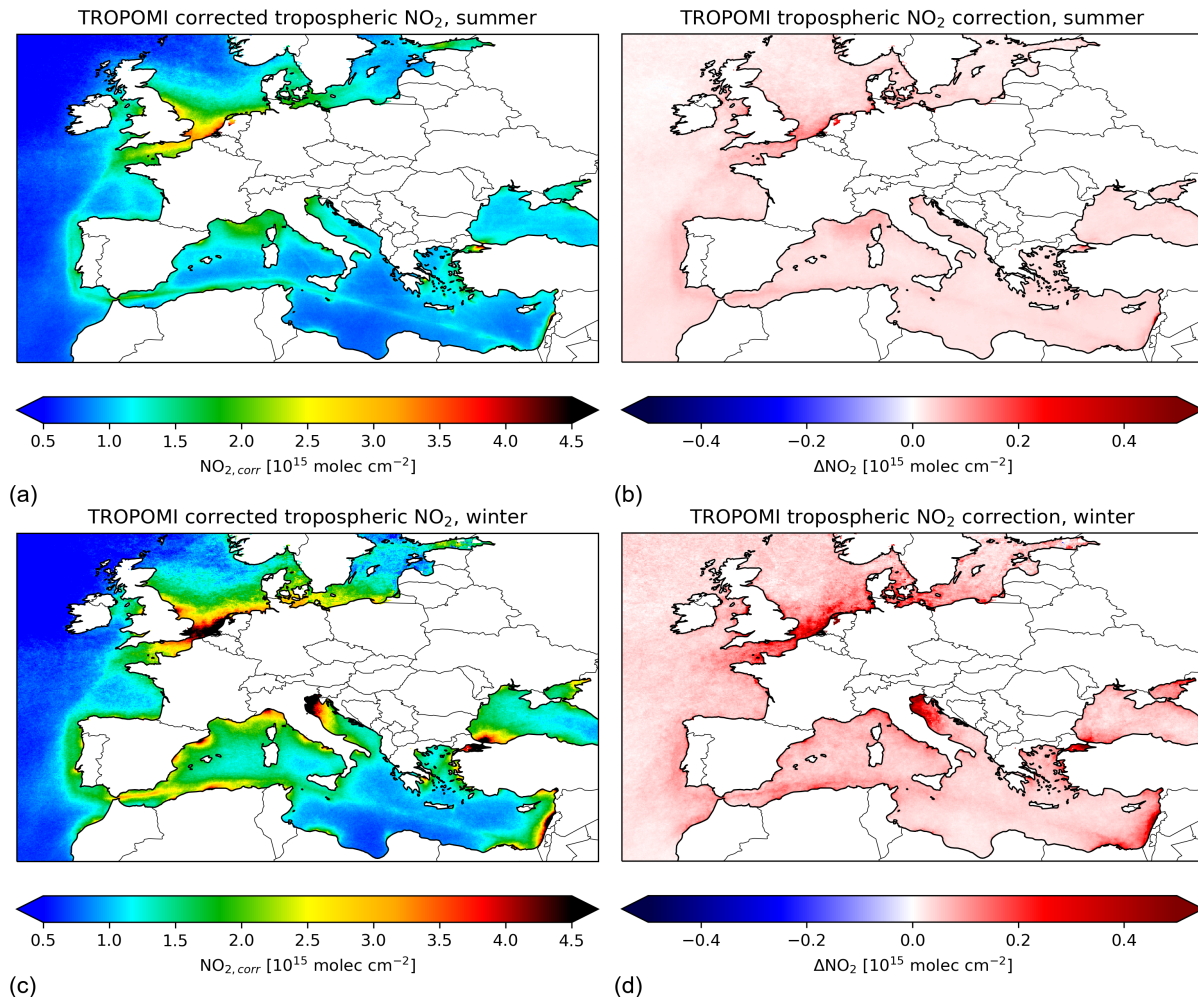 TROPOMI corrected tropospheric NO₂, summer
TROPOMI tropospheric NO₂ correction, summer
0.5 1.0 1.5 2.0 2.5 3.0 3.5 4.0 4.5
NO₂,corr [10¹⁵ molec cm⁻²]
−0.4 −0.2 0.0 0.2 0.4
ΔNO₂ [10¹⁵ molec cm⁻²]
(a)
(b)
TROPOMI corrected tropospheric NO₂, winter
TROPOMI tropospheric NO₂ correction, winter
0.5 1.0 1.5 2.0 2.5 3.0 3.5 4.0 4.5
NO₂,corr [10¹⁵ molec cm⁻²]
−0.4 −0.2 0.0 0.2 0.4
ΔNO₂ [10¹⁵ molec cm⁻²]
(c)
(d)